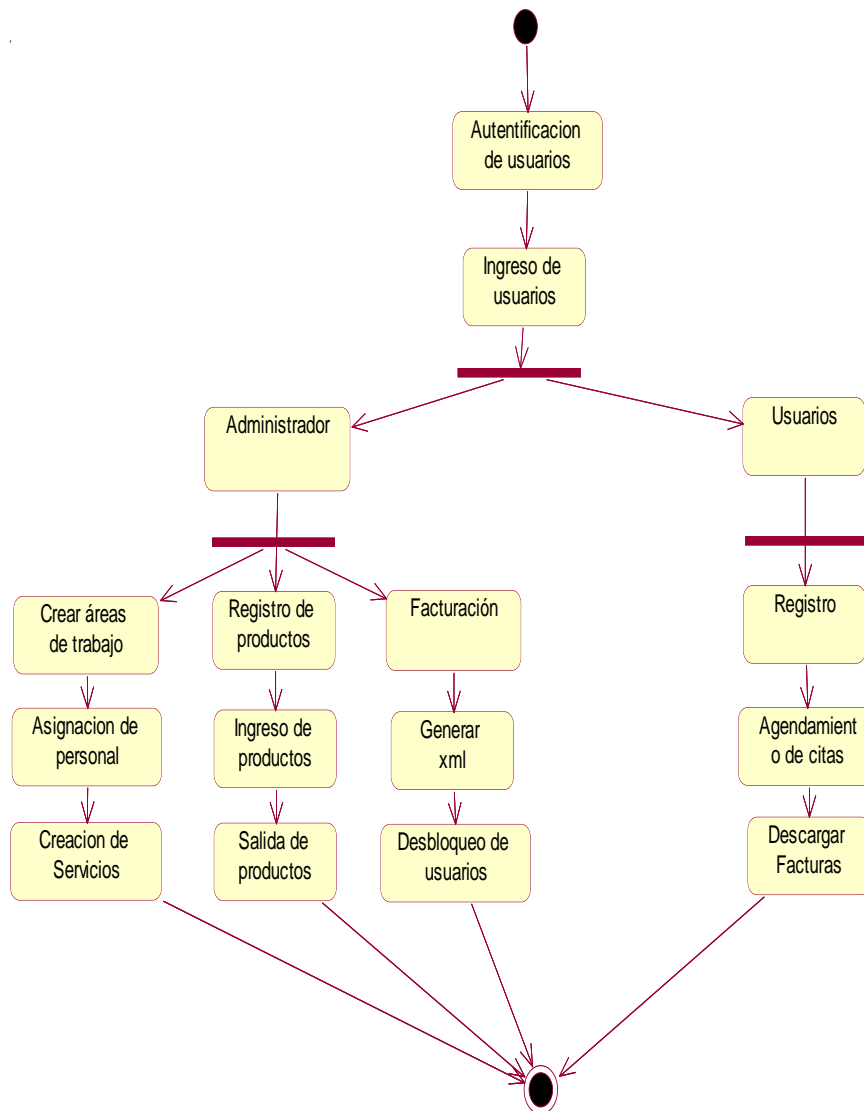 Autentificacion
de usuarios
Ingreso de
usuarios
Administrador
Usuarios
Crear áreas
de trabajo
Registro de
productos
Facturación
Registro
Asignacion de
personal
Ingreso de
productos
Generar
xml
Agendamient
o de citas
Creacion de
Servicios
Salida de
productos
Desbloqueo de
usuarios
Descargar
Facturas